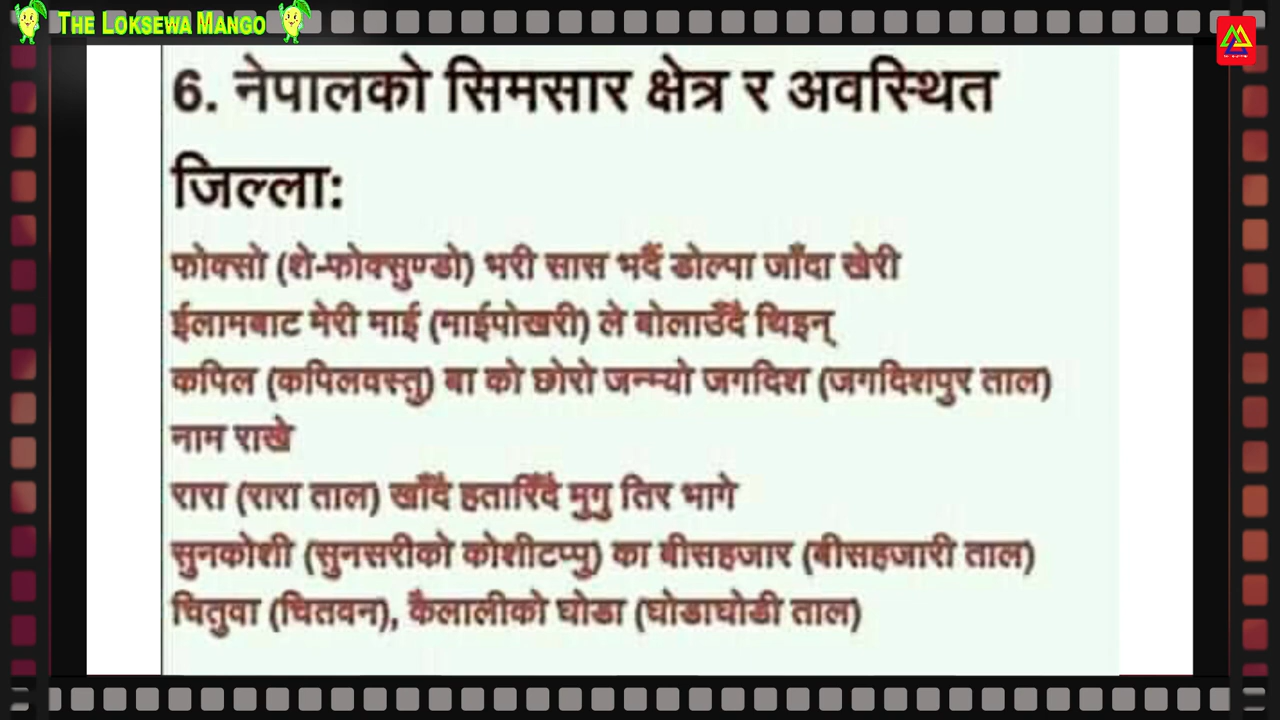 THE LOKSEWA MANGO
6. नेपालको सिमसार क्षेत्र र अवस्थित
जिल्ला:
फोक्सो (शे-फोक्सुण्डो) भरी सास भर्दै डोल्पा जाँदा खेरी
ईलामबाट मेरी माई (माईपोखरी) ले बोलाउँदै थिइन्
कपिल (कपिलवस्तु) बा को छोरो जन्म्यो जगदिश (जगदिशपुर ताल)
नाम राखे
रारा (रारा ताल) खाँदै हतारिँदै मुगु तिर भागे
सुनकोशी (सुनसरीको कोशीटप्पु) का बीसहजार (बीसहजारी ताल)
चितुवा (चितवन), कैलालीको घोडा (घोडाघोडी ताल)